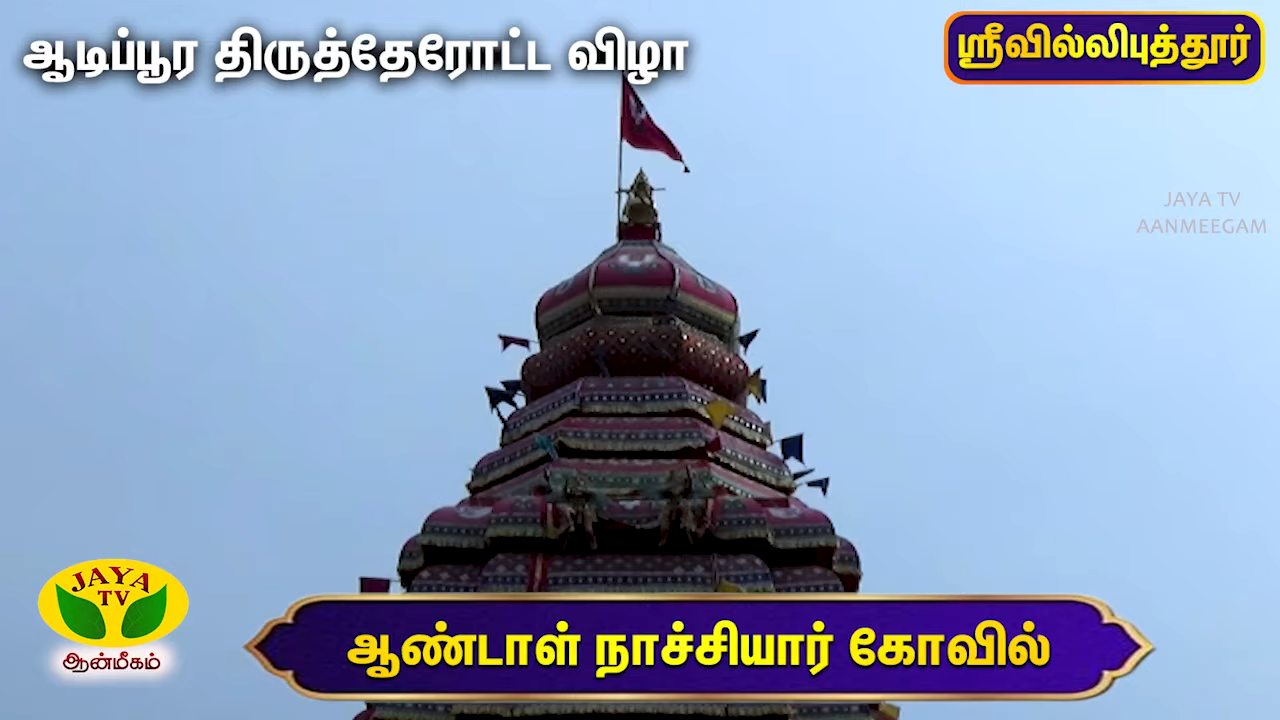 ஆடிப்பூர திருத்தேரோட்ட விழா
ஸ்ரீவில்லிபுத்தூர்
JAYA TV
AANMEEGAM
JAYA
TV
ஆன்மீகம்
ஆண்டாள் நாச்சியார் கோவில்